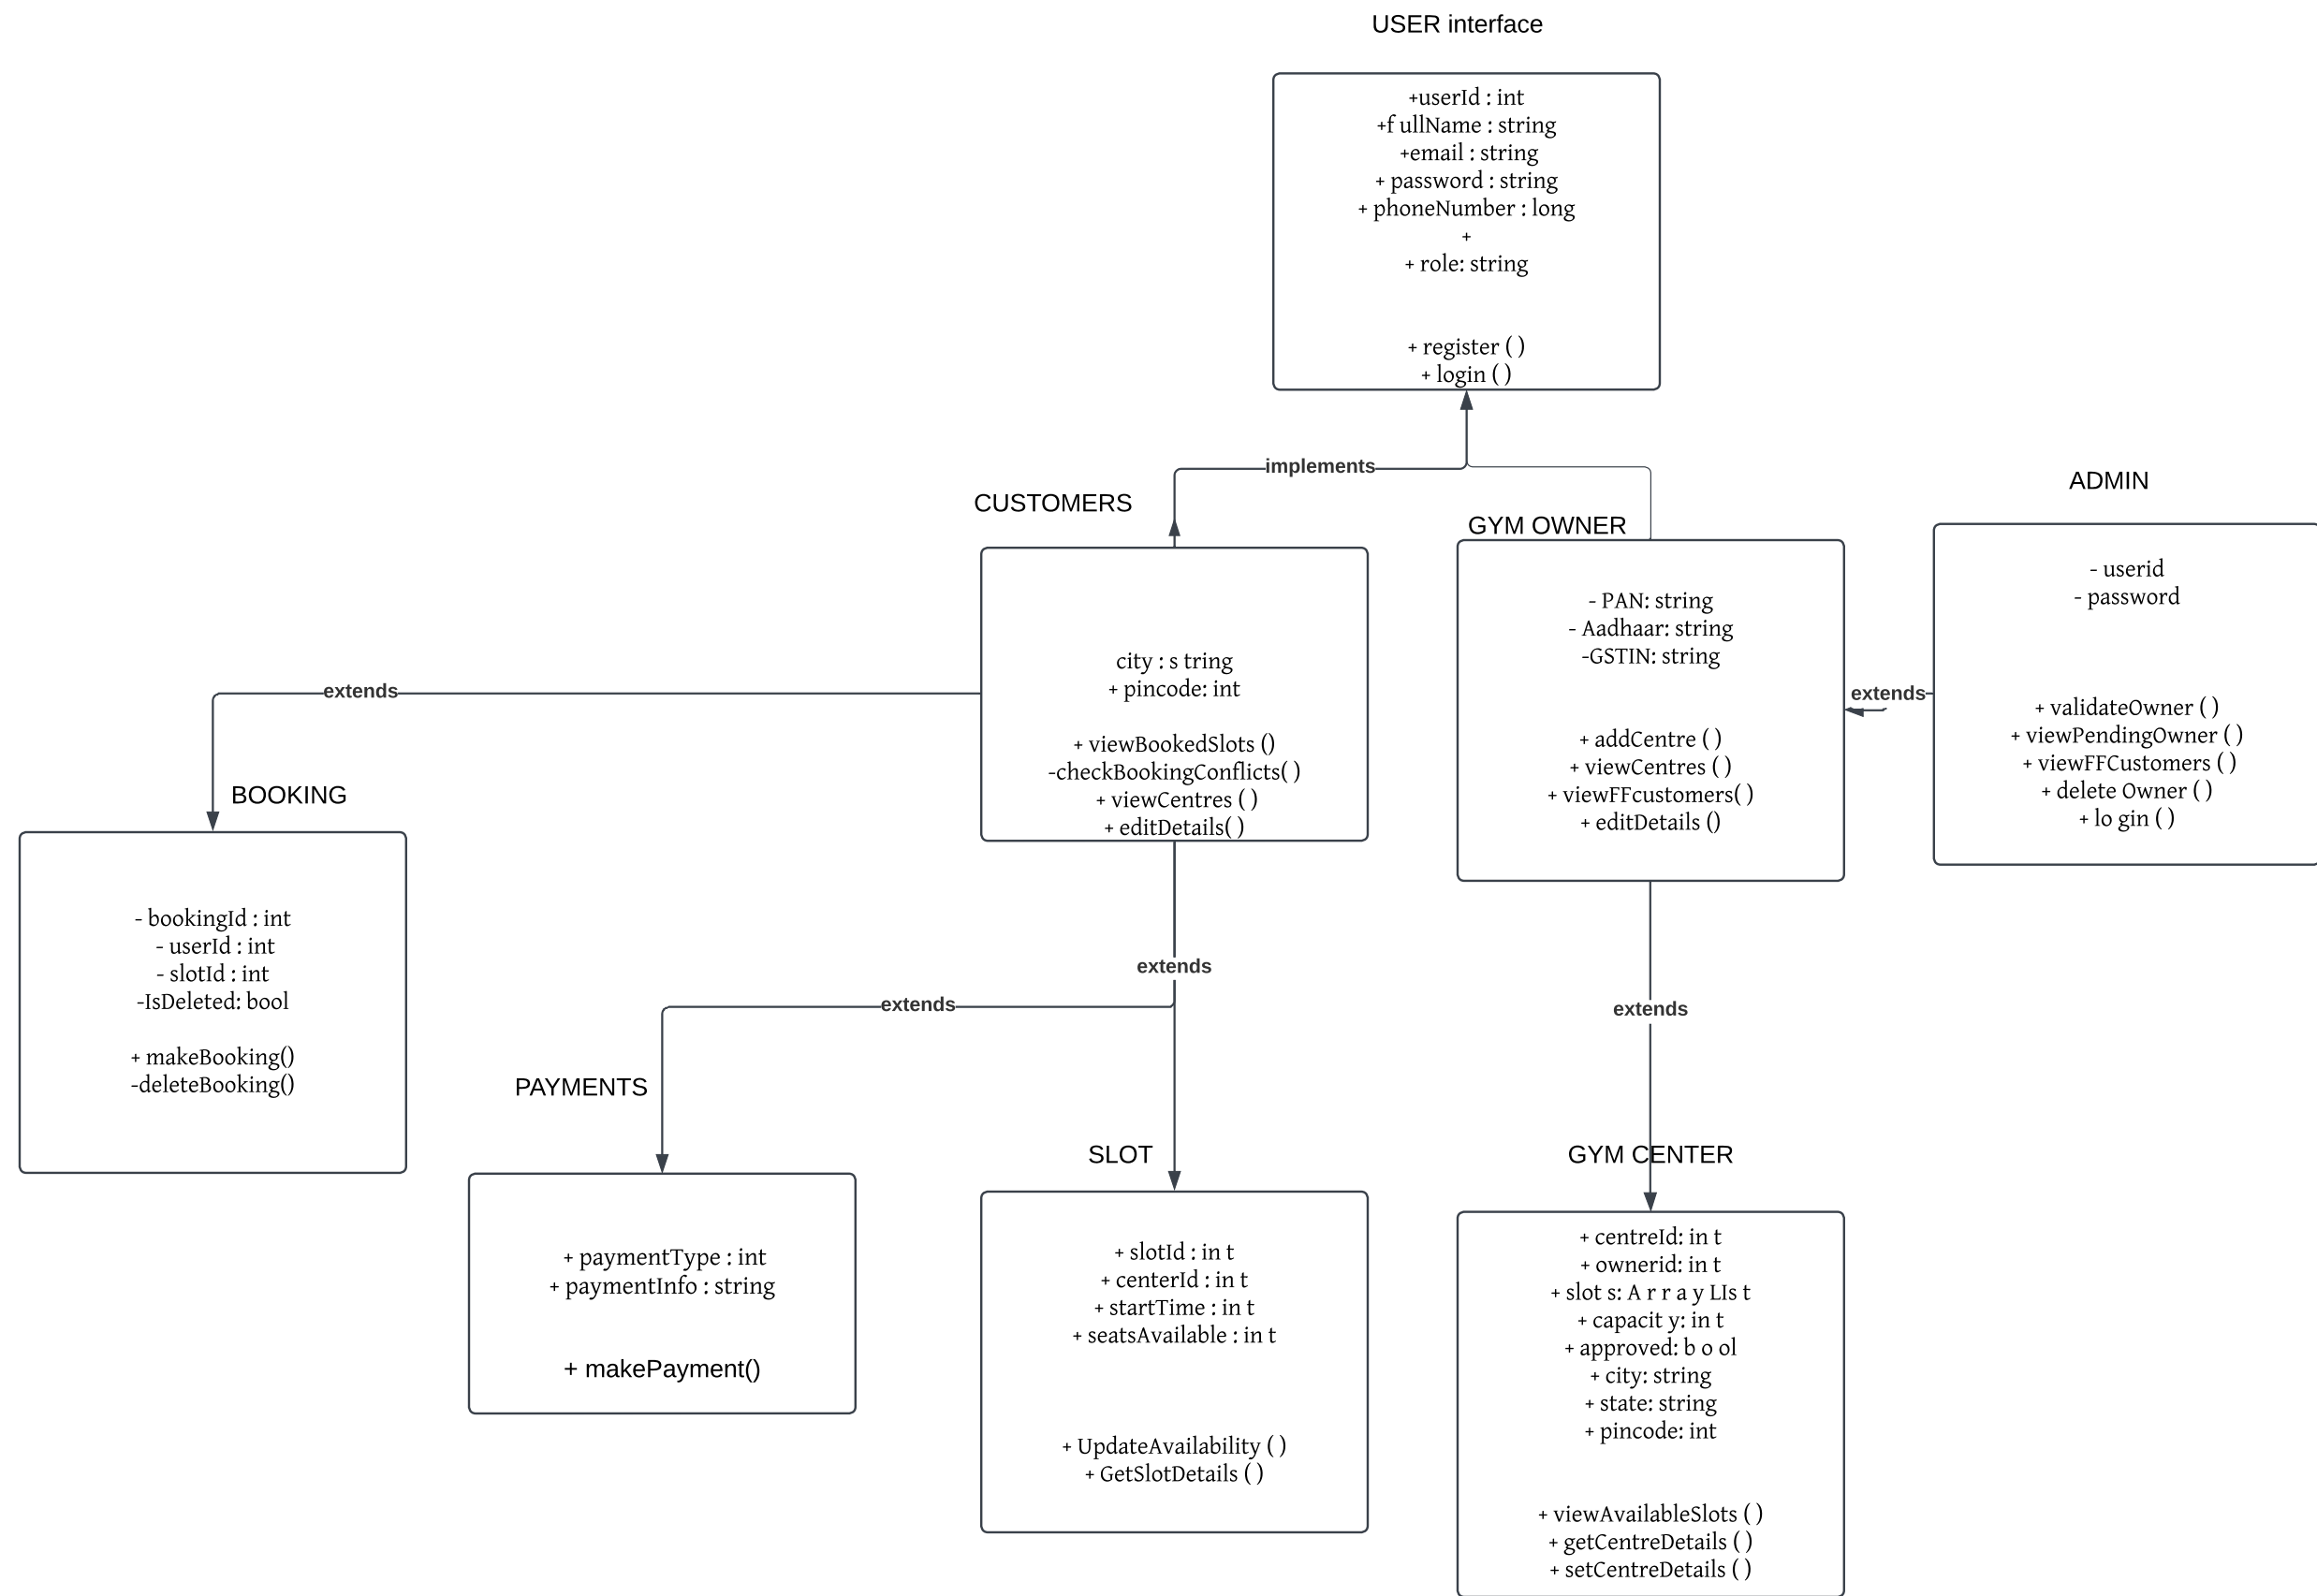 USER interface
+userId : int
+f ullName : string
+email : string
+ password : string
+ phoneNumber : long
+
+ role: string
+ register ( )
+ login ( )
implements
CUSTOMERS
city : s tring
+ pincode: int
+ viewBookedSlots ()
-checkBookingConflicts( )
+ viewCentres ( )
+ editDetails( )
GYM OWNER
- PAN: string
- Aadhaar: string
-GSTIN: string
+ addCentre ( )
+ viewCentres ( )
+ viewFFcustomers( )
+ editDetails ()
extends
ADMIN
- userid
- password
+ validateOwner ( )
+ viewPendingOwner ( )
+ viewFFCustomers ( )
+ delete Owner ( )
+ lo gin ( )
extends
BOOKING
- bookingId : int
- userId : int
- slotId : int
-IsDeleted: bool
+ makeBooking()
-deleteBooking()
extends
extends
PAYMENTS
+ paymentType : int
+ paymentInfo : string
+ makePayment()
SLOT
+ slotId : in t
+ centerId : in t
+ startTime : in t
+ seatsAvailable : in t
+ UpdateAvailability ( )
+ GetSlotDetails ( )
extends
GYM CENTER
+ centreId: in t
+ ownerid: in t
+ slot s: A r r a y LIs t
+ capacit y: in t
+ approved: b o ol
+ city: string
+ state: string
+ pincode: int
+ viewAvailableSlots ( )
+ getCentreDetails ( )
+ setCentreDetails ( )